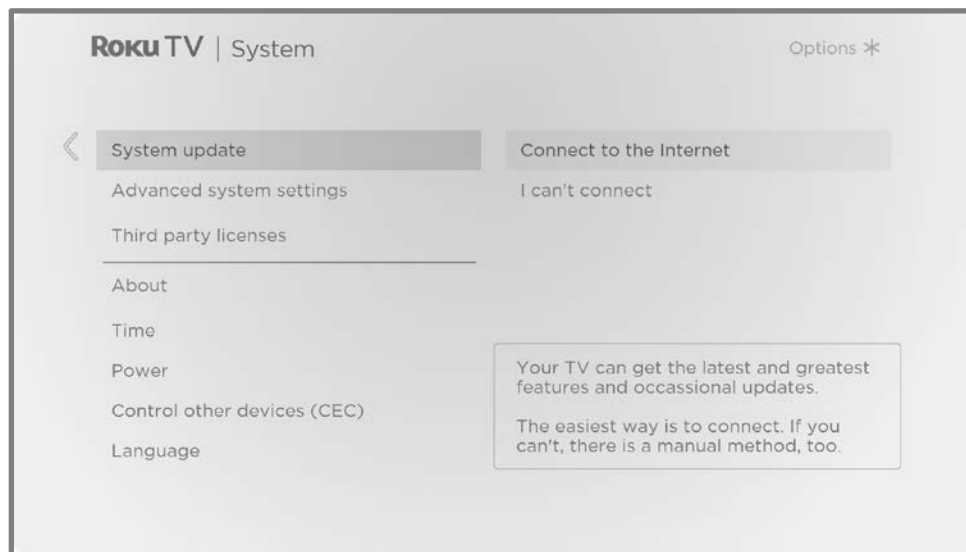 Roku TV | System
Options *
System update
Advanced system settings
Third party licenses
About
Time
Power
Control other devices (CEC)
Language
Connect to the Internet
I can't connect
Your TV can get the latest and greatest
features and occassional updates.
The easiest way is to connect. If you
can't, there is a manual method, too.